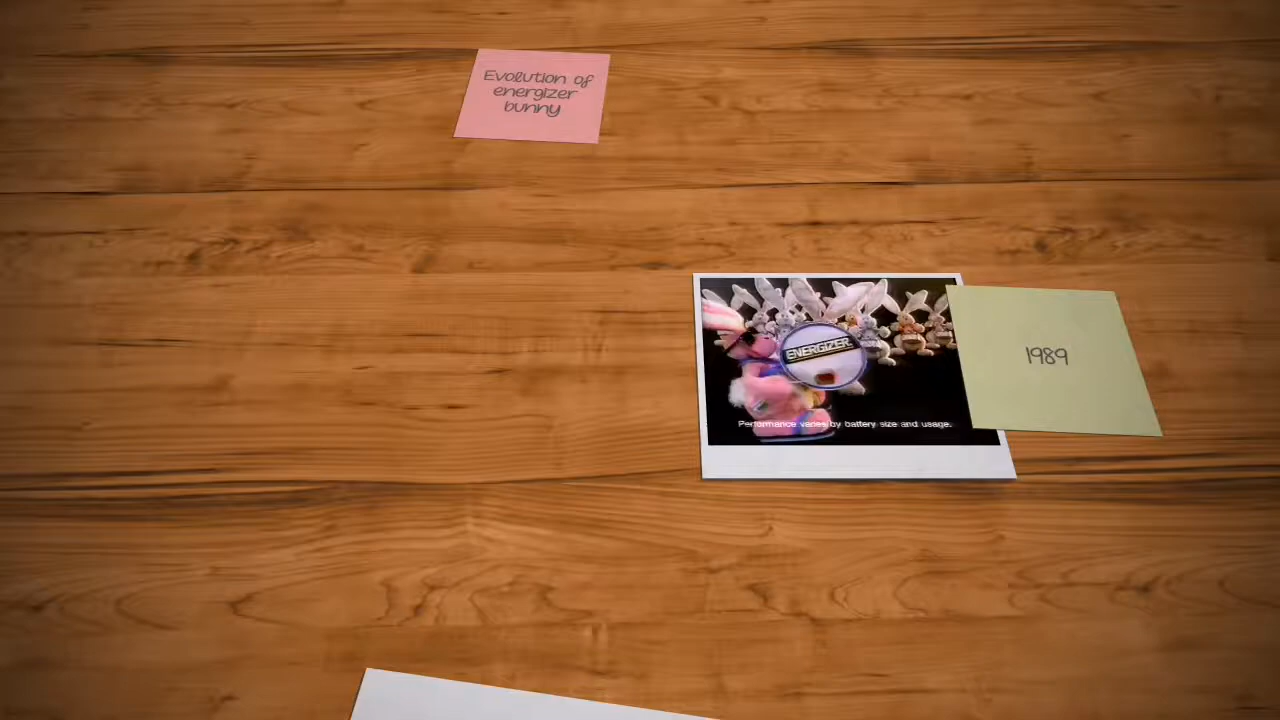 Evolution of
energizer
bunny
ENERGIZER.
Performance varies by battery size and usage.
1989